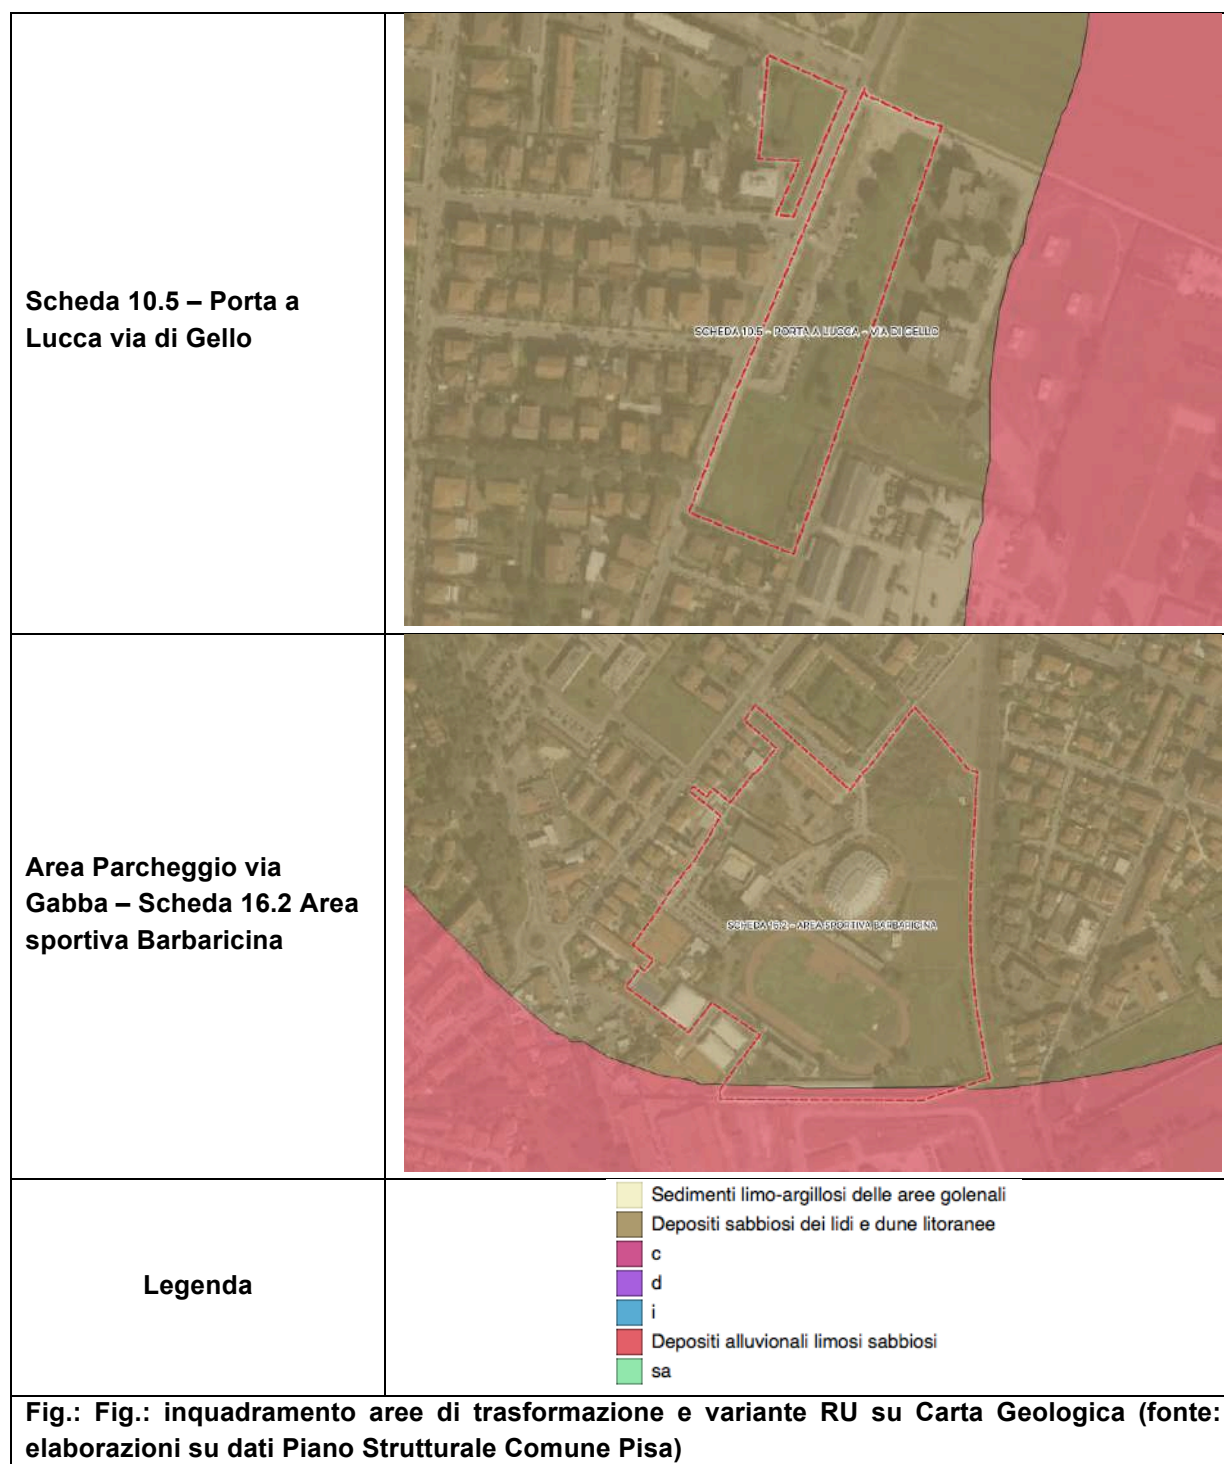 Scheda 10.5 – Porta a
Lucca via di Gello
SCHEDA 10.5 - PORTA A LUCCA - VIA DI GELLO
Area Parcheggio via
Gabba – Scheda 16.2 Area
sportiva Barbaricina
SCHEDA 16.2 - AREA SPORTIVA BARBARICINA
Legenda
Sedimenti limo-argillosi delle aree golenali
Depositi sabbiosi dei lidi e dune litoranee
c
d
i
Depositi alluvionali limosi sabbiosi
sa
Fig.: Fig.: inquadramento aree di trasformazione e variante RU su Carta Geologica (fonte:
elaborazioni su dati Piano Strutturale Comune Pisa)